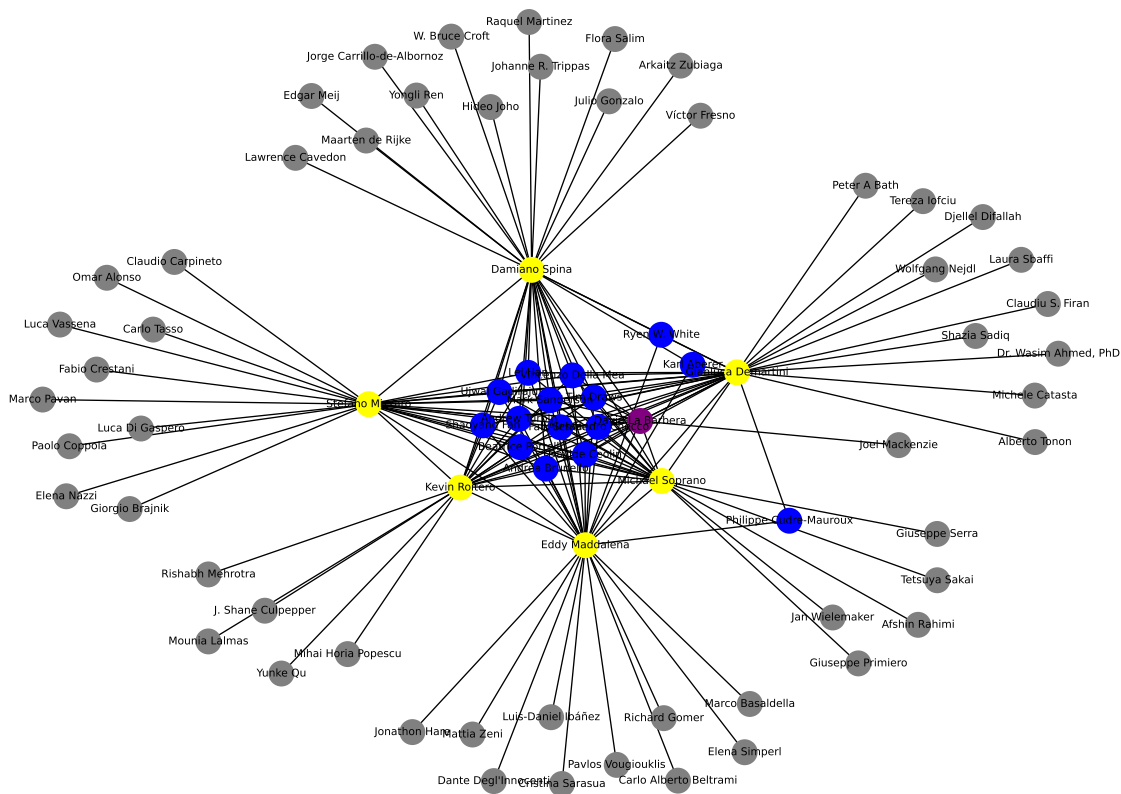 Raquel Martinez
W. Bruce Croft
Flora Salim
Jorge Carrillo-de-Albornoz
Johanne R. Trippas
Arkaitz Zubiaga
Edgar Meij
Yongli Ren
Hideo Joho
Julio Gonzalo
Víctor Fresno
Maarten de Rijke
Lawrence Cavedon
Peter A Bath
Tereza Iofciu
Djellel Difallah
Claudio Carpineto
Laura Sbaffi
Omar Alonso
Damiano Spina
Wolfgang Nejdl
Claudiu S. Firan
Luca Vassena
Carlo Tasso
Ryen W. White
Shazia Sadiq
Dr. Wasim Ahmed, PhD
Fabio Crestani
Marco Pavan
Michele Catasta
Luca Di Gaspero
Paolo Coppola
Joel Mackenzie
Alberto Tonon
Kevin Roitero
Michael Soprano
Elena Nazzi
Giorgio Brajnik
Philippe Cudré-Mauroux
Giuseppe Serra
Eddy Maddalena
Rishabh Mehrotra
Tetsuya Sakai
J. Shane Culpepper
Jan Wielemaker
Afshin Rahimi
Mounia Lalmas
Mihai Horia Popescu
Yunke Qu
Giuseppe Primiero
Marco Basaldella
Luis-Daniel Ibáñez
Richard Gomer
Jonathon Hare
Mattia Zeni
Elena Simperl
Pavlos Vougiouklis
Dante Degl'Innocenti
Cristina Sarasua
Carlo Alberto Beltrami